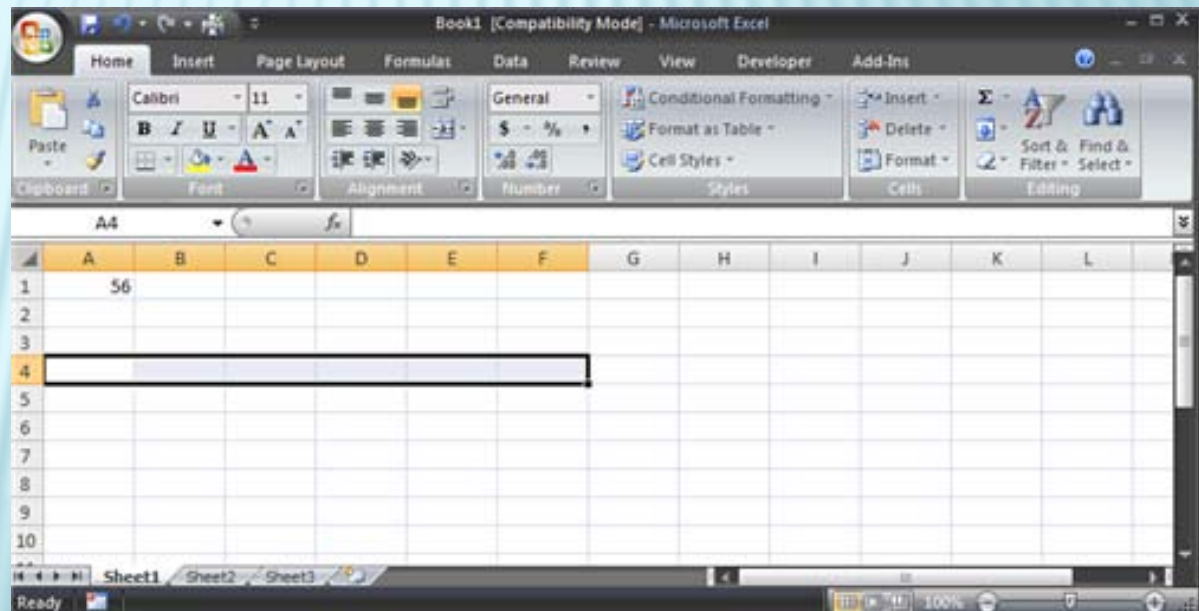 Book1 [Compatibility Mode] - Microsoft Excel
Home Insert Page Layout Formulas Data Review View Developer Add-Ins
Calibri 11 General Conditional Formatting Insert Σ
Paste B I U A A $ % , Format as Table Delete Sort & Filter Find & Select
A Cell Styles Format
Clipboard Font Alignment Number Styles Cells Editing
A4 fx
A B C D E F G H I J K L
1 56
2
3
4
5
6
7
8
9
10
Sheet1 Sheet2 Sheet3
Ready 100%